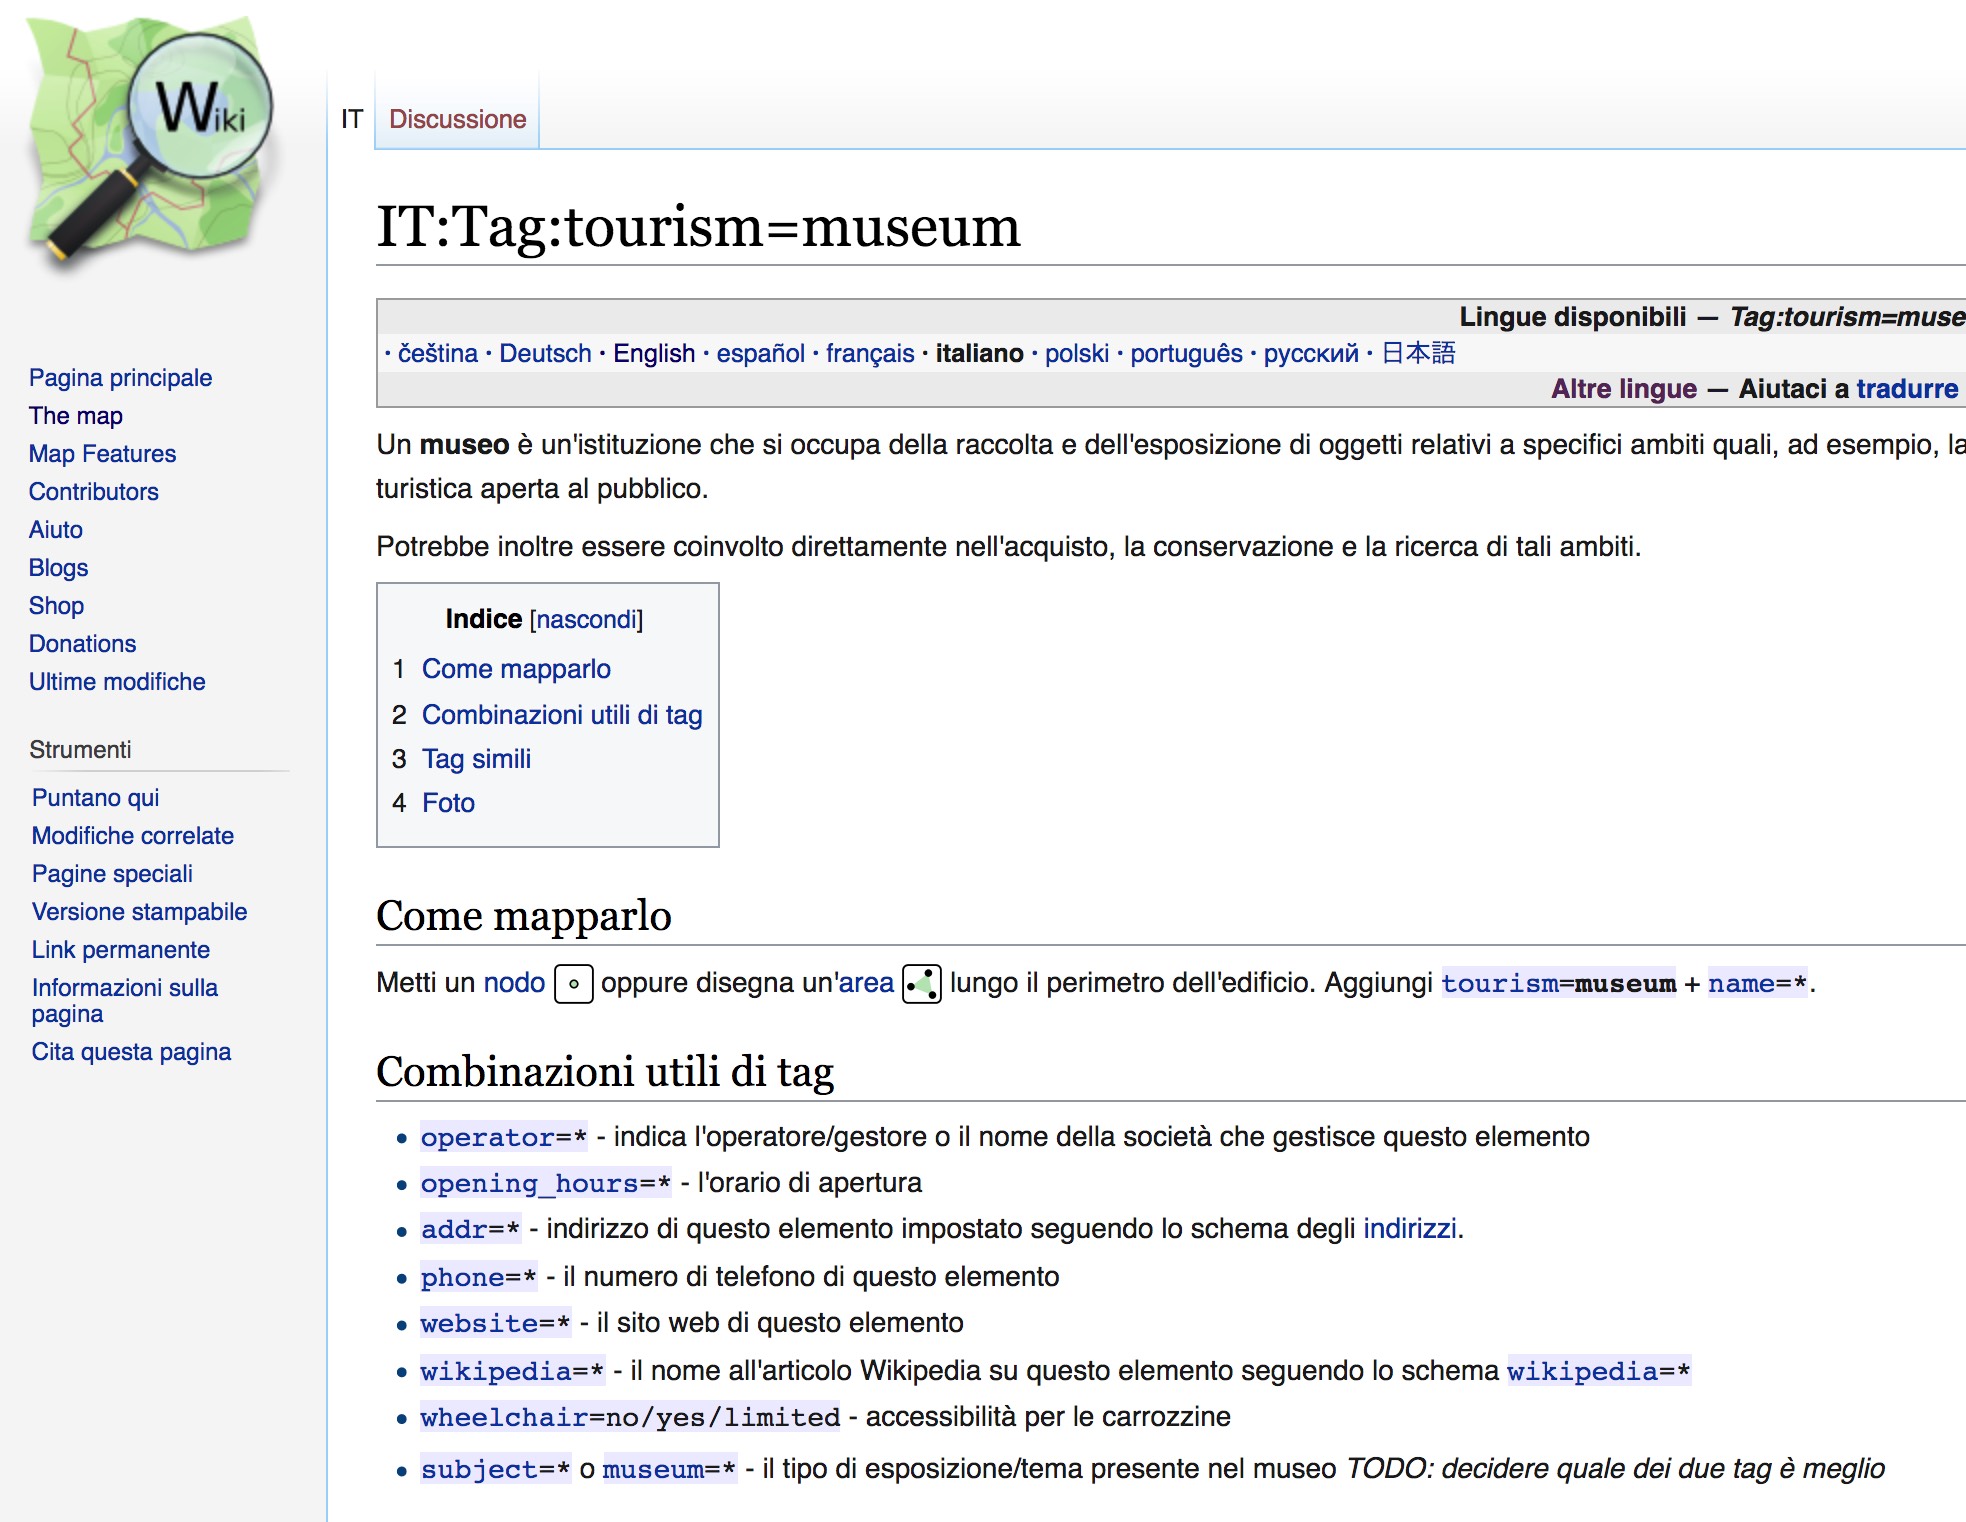 Wiki
IT
Discussione
IT:Tag:tourism=museum
Lingue disponibili — Tag:tourism=muse
· čeština · Deutsch · English · español · français · italiano · polski · português · русский · 日本語
Altre lingue — Aiutaci a tradurre
Un museo è un'istituzione che si occupa della raccolta e dell'esposizione di oggetti relativi a specifici ambiti quali, ad esempio, la
turistica aperta al pubblico.
Potrebbe inoltre essere coinvolto direttamente nell'acquisto, la conservazione e la ricerca di tali ambiti.
Indice [nascondi]
1 Come mapparlo
2 Combinazioni utili di tag
3 Tag simili
4 Foto
Come mapparlo
Metti un nodo oppure disegna un'area lungo il perimetro dell'edificio. Aggiungi tourism=museum + name=*.
Combinazioni utili di tag
• operator=* - indica l'operatore/gestore o il nome della società che gestisce questo elemento
• opening_hours=* - l'orario di apertura
• addr=* - indirizzo di questo elemento impostato seguendo lo schema degli indirizzi.
• phone=* - il numero di telefono di questo elemento
• website=* - il sito web di questo elemento
• wikipedia=* - il nome all'articolo Wikipedia su questo elemento seguendo lo schema wikipedia=*
• wheelchair=no/yes/limited - accessibilità per le carrozzine
• subject=* o museum=* - il tipo di esposizione/tema presente nel museo TODO: decidere quale dei due tag è meglio
Pagina principale
The map
Map Features
Contributors
Aiuto
Blogs
Shop
Donations
Ultime modifiche
Strumenti
Puntano qui
Modifiche correlate
Pagine speciali
Versione stampabile
Link permanente
Informazioni sulla
pagina
Cita questa pagina